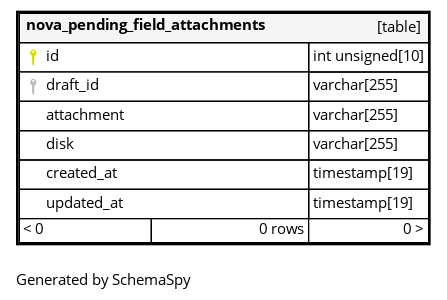 nova_pending_field_attachments [table]
id int unsigned[10]
draft_id varchar[255]
attachment varchar[255]
disk varchar[255]
created_at timestamp[19]
updated_at timestamp[19]
< 0 0 rows 0 >
Generated by SchemaSpy